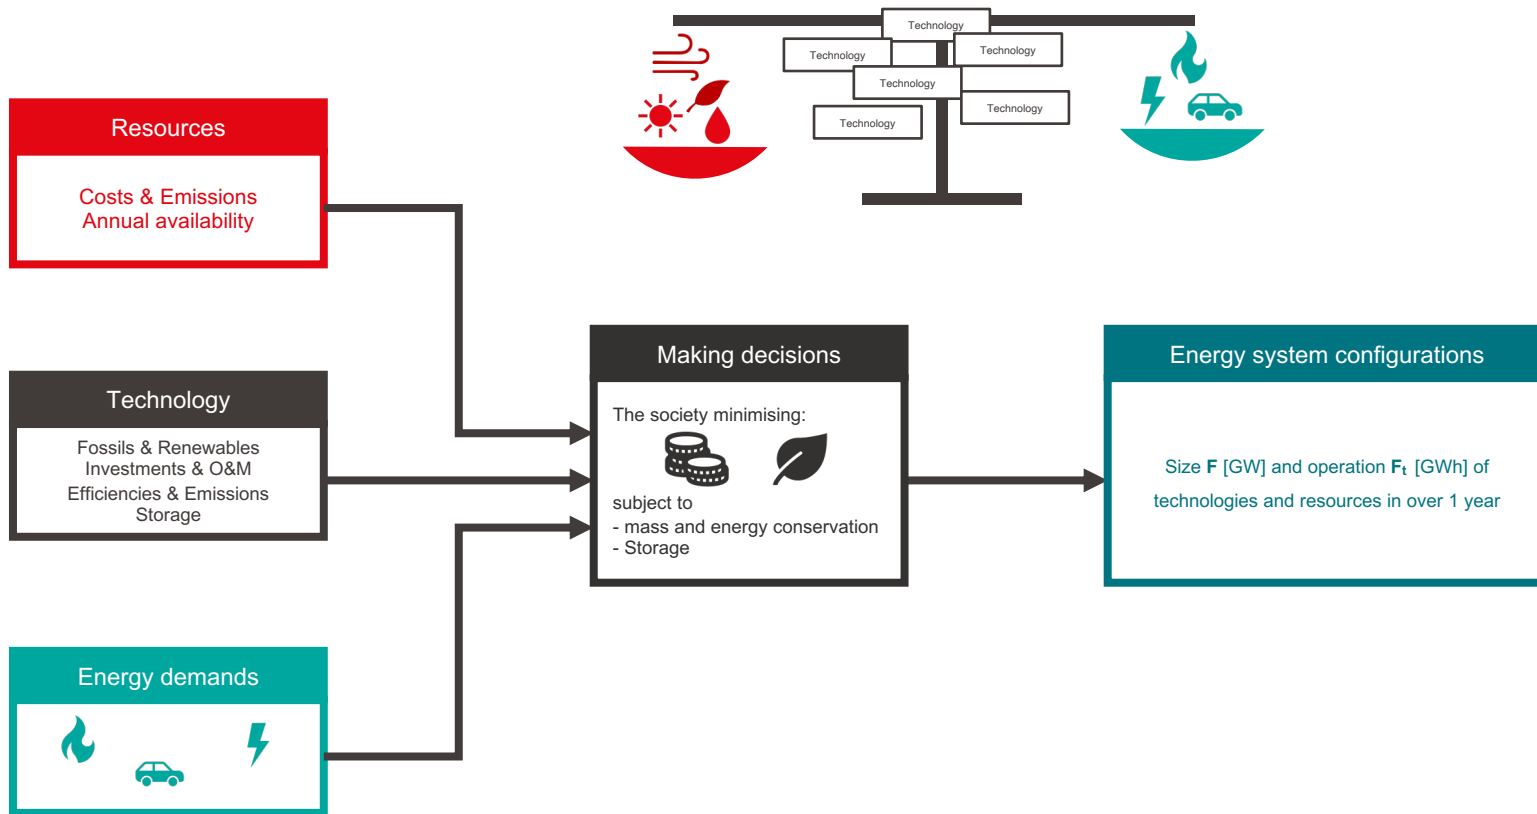 Technology
Technology
Technology
Technology
Technology
Technology
Resources
Costs & Emissions
Annual availability
Technology
Fossils & Renewables
Investments & O&M
Efficiencies & Emissions
Storage
Energy demands
Making decisions
The society minimising:
subject to
- mass and energy conservation
- Storage
Energy system configurations
Size F [GW] and operation Ft [GWh] of
technologies and resources in over 1 year